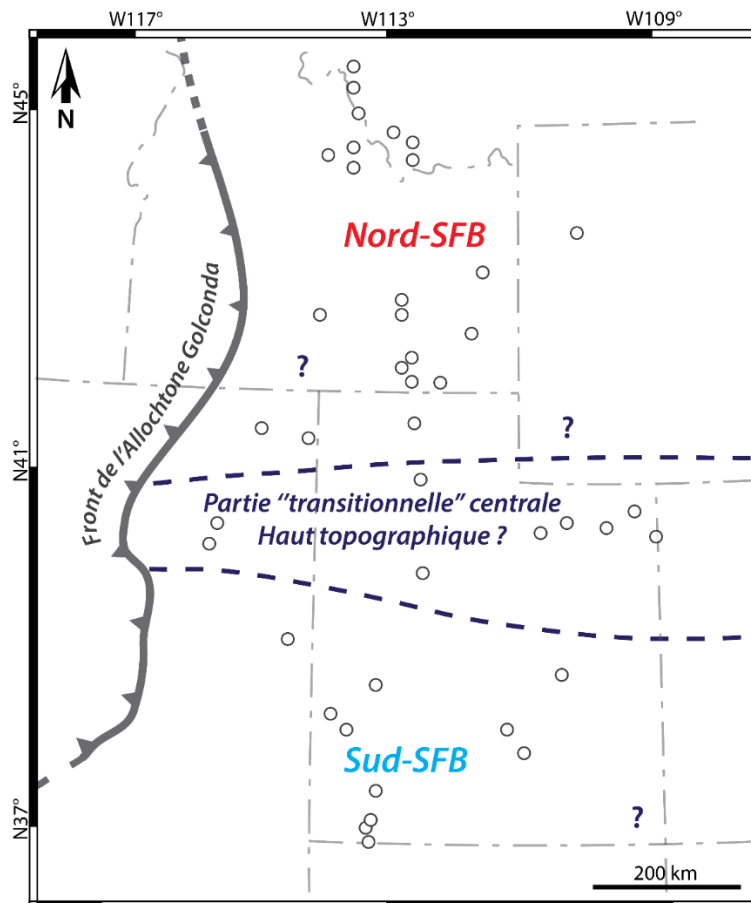 W117°
W113°
W109°
N45°
N
Nord-SFB
Front de l'Allochtone Golconda
?
?
N41°
Partie "transitionnelle" centrale
Haut topographique ?
Sud-SFB
?
N37°
200 km